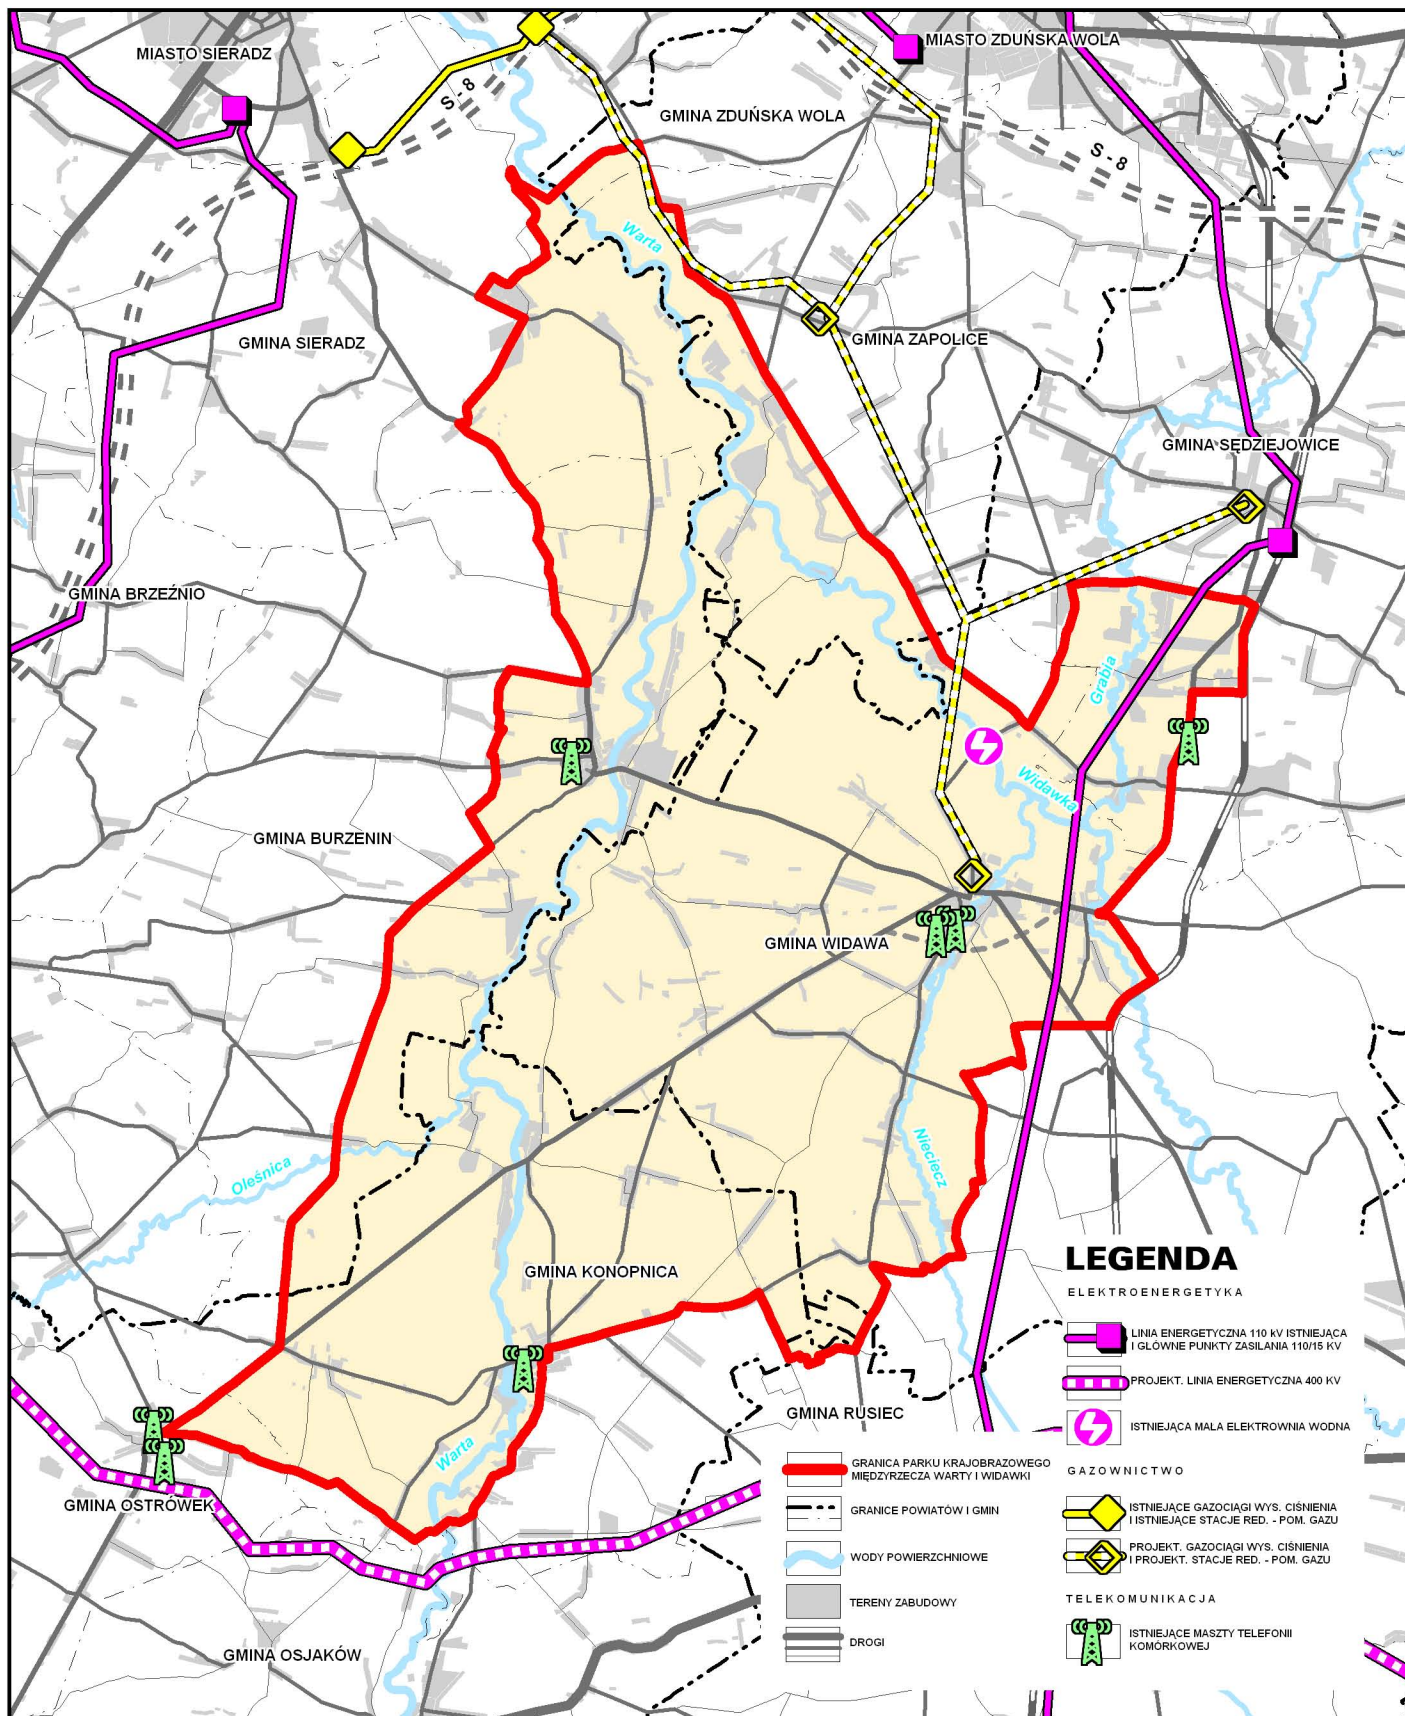 MIASTO SIERADZ
MIASTO ZDUŃSKA WOLA
S - 8
GMINA ZDUŃSKA WOLA
S - 8
Warta
GMINA SIERADZ
GMINA ZAPOLICE
GMINA SĘDZIEJOWICE
GMINA BRZEŹNIO
Grabia
Widawka
GMINA BURZENIN
GMINA WIDAWA
Nieciecz
Oleśnica
GMINA KONOPNICA
GMINA RUSIEC
Warta
GMINA OSTRÓWEK
GMINA OSJAKÓW
LEGENDA
ELEKTROENERGETYKA
LINIA ENERGETYCZNA 110 kV ISTNIEJĄCA
I GŁÓWNE PUNKTY ZASILANIA 110/15 KV
PROJEKT. LINIA ENERGETYCZNA 400 KV
ISTNIEJĄCA MAŁA ELEKTROWNIA WODNA
GAZOWNICTWO
ISTNIEJĄCE GAZOCIĄGI WYS. CIŚNIENIA
I ISTNIEJĄCE STACJE RED. - POM. GAZU
PROJEKT. GAZOCIĄGI WYS. CIŚNIENIA
I PROJEKT. STACJE RED. - POM. GAZU
TELEKOMUNIKACJA
ISTNIEJĄCE MASZTY TELEFONII
KOMÓRKOWEJ
GRANICA PARKU KRAJOBRAZOWEGO
MIĘDZYRZECZA WARTY I WIDAWKI
GRANICE POWIATÓW I GMIN
WODY POWIERZCHNIOWE
TERENY ZABUDOWY
DROGI